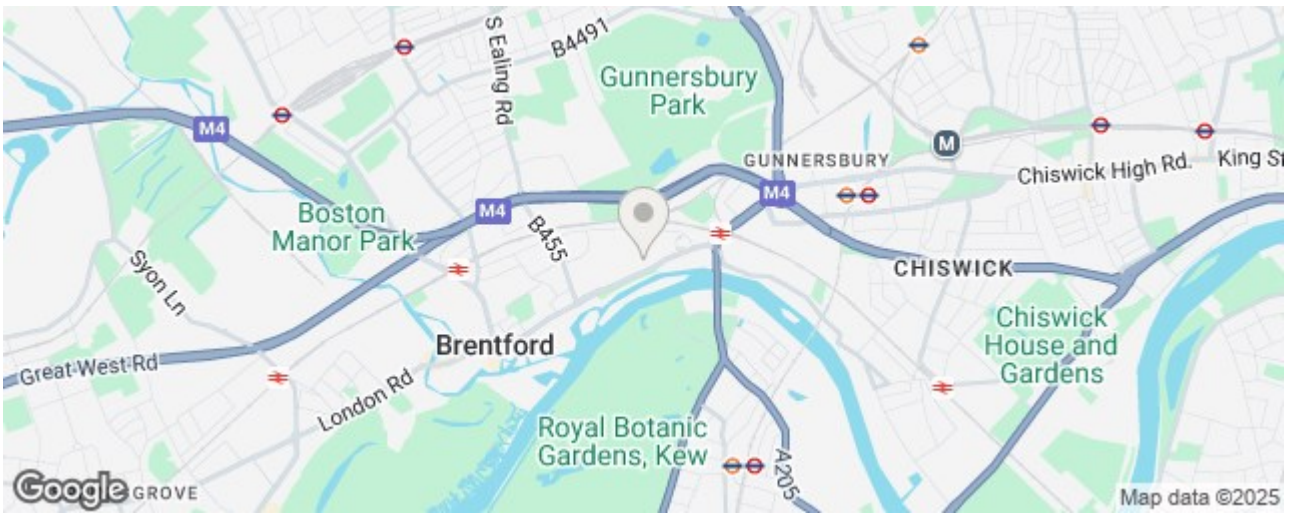 S Ealing Rd
B4491
Gunnersbury
Park
M4
M
GUNNERSBURY
Chiswick High Rd.
King St
M4
Boston
Manor Park
M4
B455
Syon Ln
CHISWICK
Chiswick
House and
Gardens
Brentford
Great West Rd
London Rd
Royal Botanic
Gardens, Kew
A205
Google
GROVE
Map data ©2025